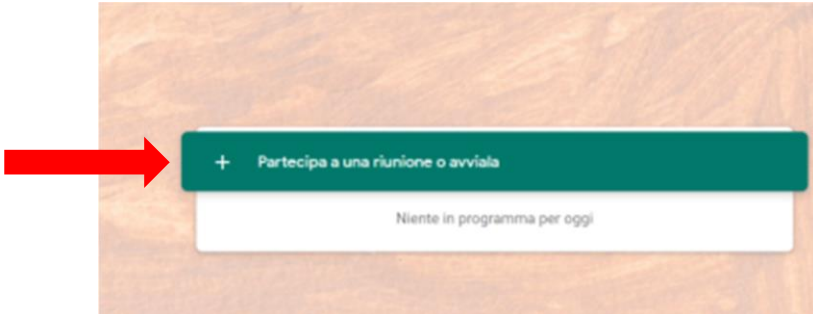 + Partecipa a una riunione o avviala
Niente in programma per oggi